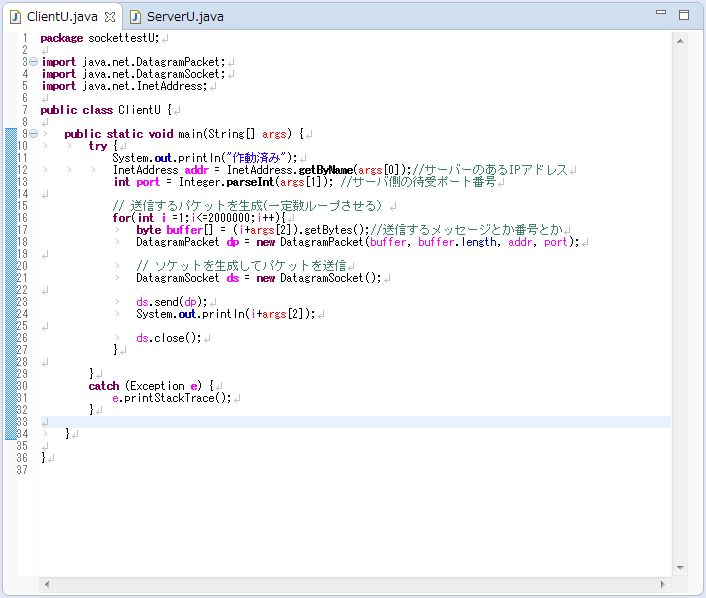 ClientU.java ServerU.java
1 package sockettestU;
2
3 import java.net.DatagramPacket;
4 import java.net.DatagramSocket;
5 import java.net.InetAddress;
6
7 public class ClientU {
8
9 public static void main(String[] args) {
10 try {
11 System.out.println("作動済み");
12 InetAddress addr = InetAddress.getByName(args[0]);//サーバーのあるIPアドレス
13 int port = Integer.parseInt(args[1]); //サーバ側の待受ポート番号
14
15 // 送信するパケットを生成(一定数ループさせる)
16 for(int i =1;i<=2000000;i++){
17 byte buffer[] = (i+args[2]).getBytes();//送信するメッセージとか番号とか
18 DatagramPacket dp = new DatagramPacket(buffer, buffer.length, addr, port);
19
20 // ソケットを生成してパケットを送信
21 DatagramSocket ds = new DatagramSocket();
22
23 ds.send(dp);
24 System.out.println(i+args[2]);
25
26 ds.close();
27 }
28
29 }
30 catch (Exception e) {
31 e.printStackTrace();
32 }
33
34 }
35
36 }
37